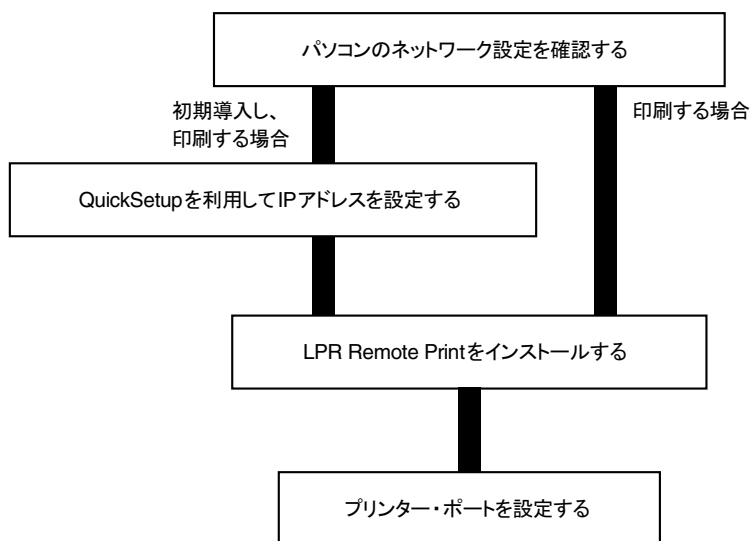 パソコンのネットワーク設定を確認する
初期導入し、
印刷する場合
印刷する場合
QuickSetupを利用してIPアドレスを設定する
LPR Remote Printをインストールする
プリンター・ポートを設定する